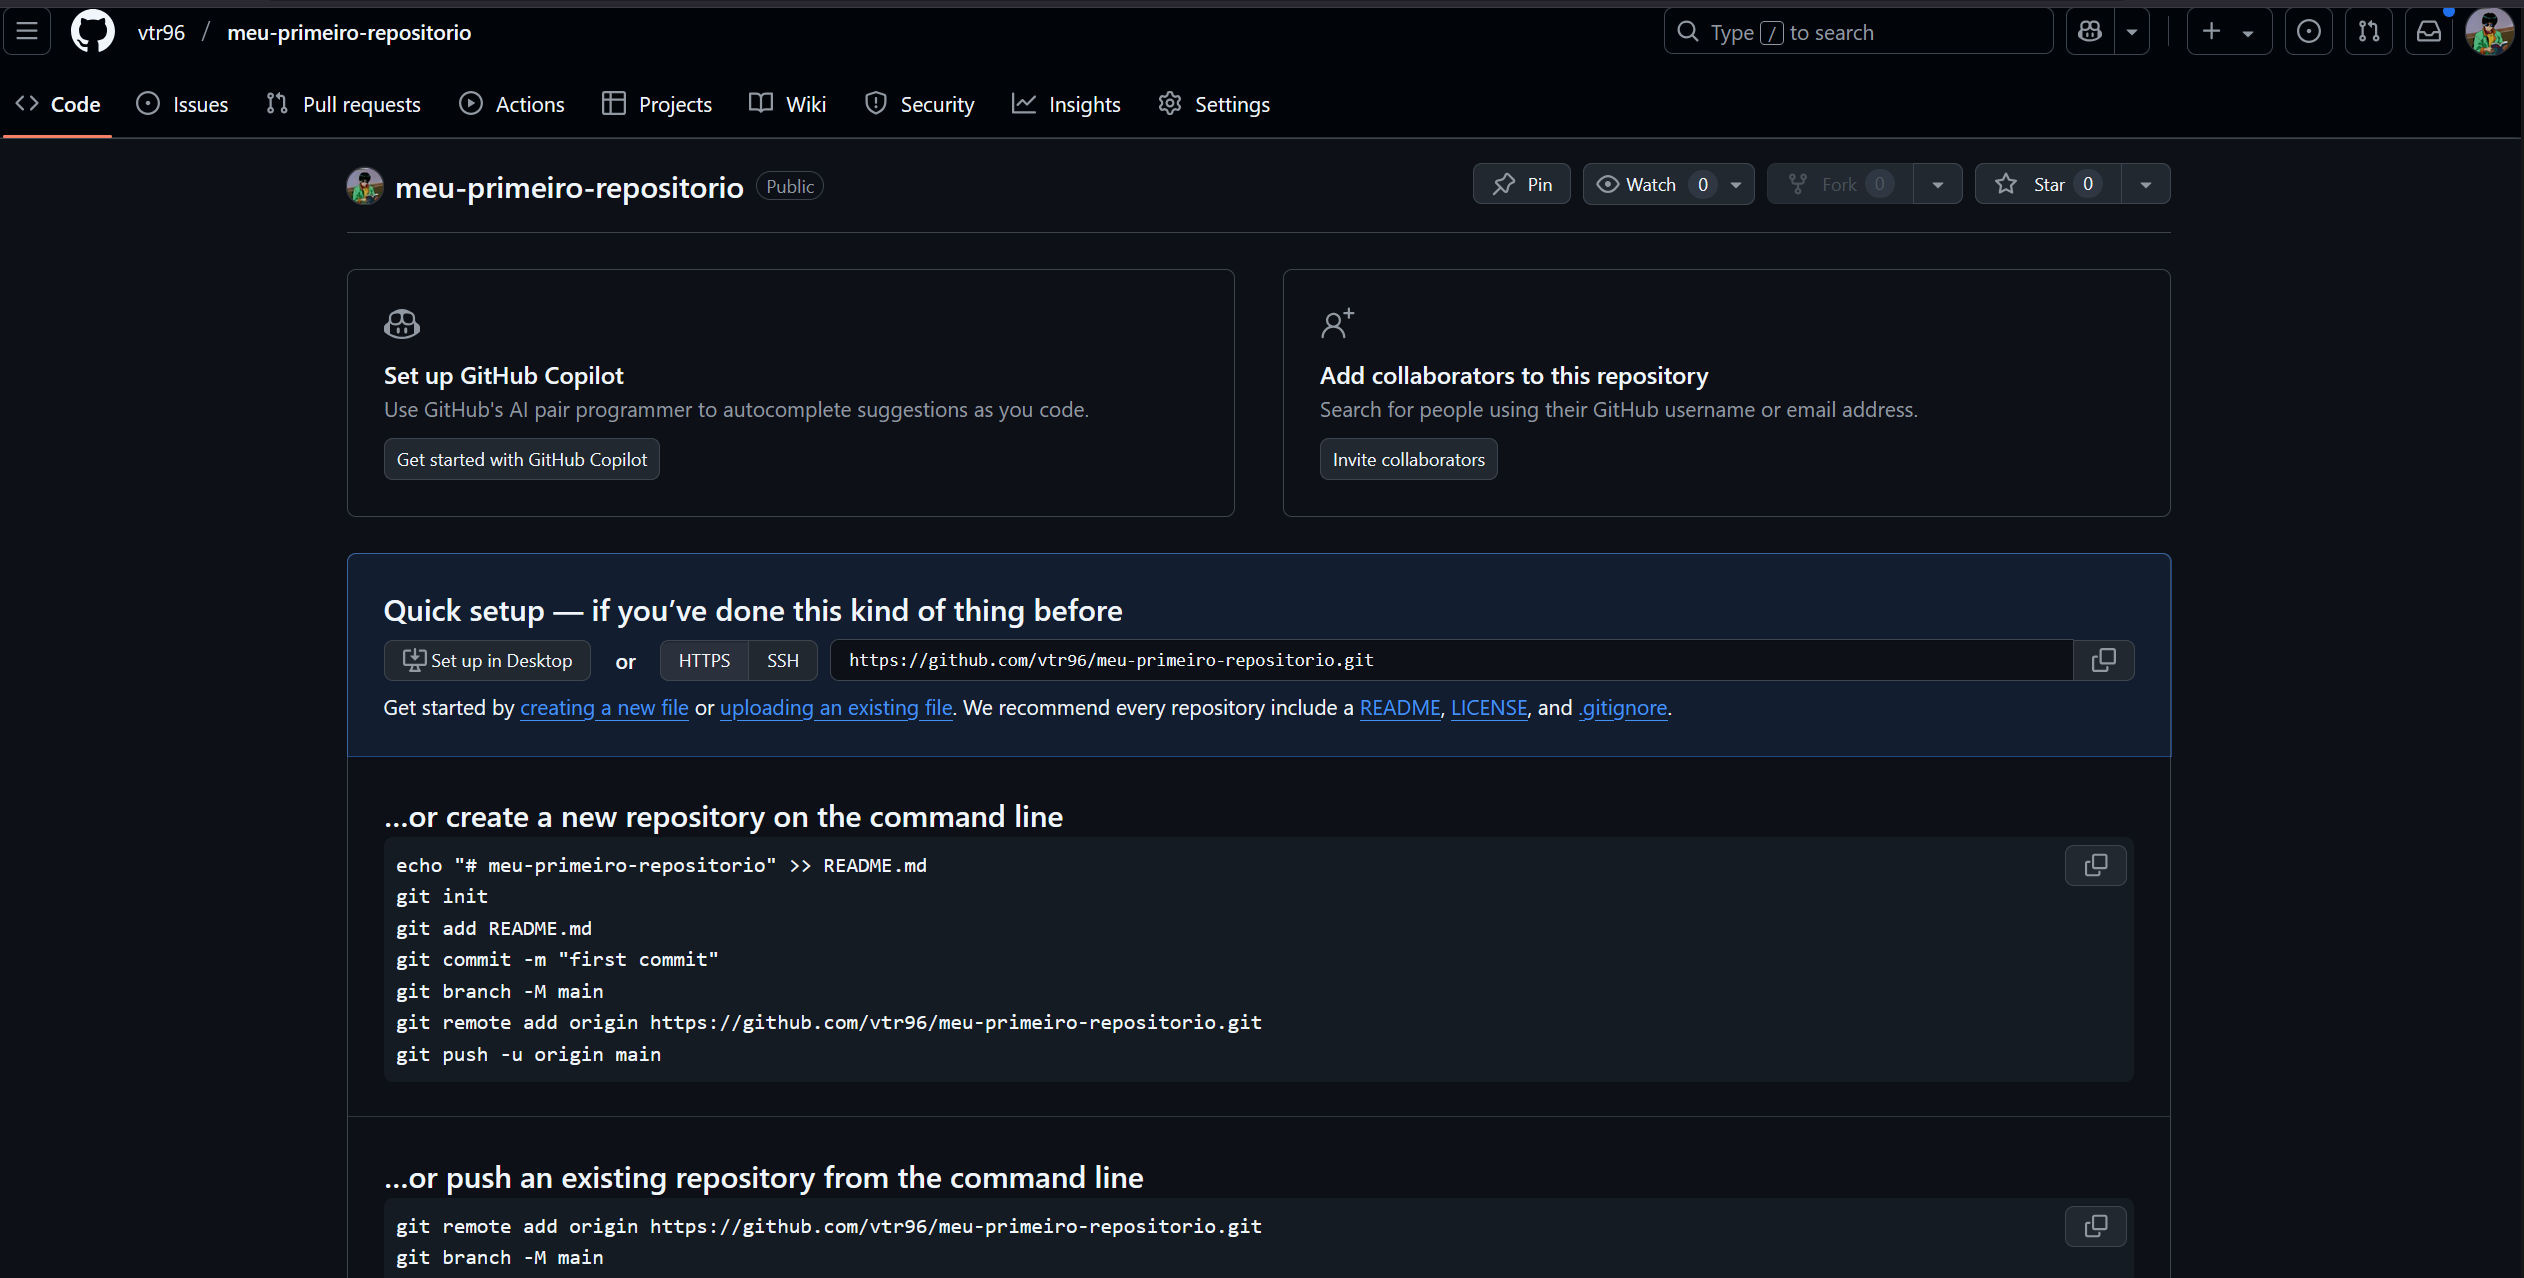 vtr96 / meu-primeiro-repositorio
Type / to search
Code Issues Pull requests Actions Projects Wiki Security Insights Settings
meu-primeiro-repositorio Public
Pin Watch 0 Fork 0 Star 0
Set up GitHub Copilot
Use GitHub's AI pair programmer to autocomplete suggestions as you code.
Get started with GitHub Copilot
Add collaborators to this repository
Search for people using their GitHub username or email address.
Invite collaborators
Quick setup — if you’ve done this kind of thing before
Set up in Desktop or HTTPS SSH https://github.com/vtr96/meu-primeiro-repositorio.git
Get started by creating a new file or uploading an existing file. We recommend every repository include a README, LICENSE, and .gitignore.
…or create a new repository on the command line
echo "# meu-primeiro-repositorio" >> README.md
git init
git add README.md
git commit -m "first commit"
git branch -M main
git remote add origin https://github.com/vtr96/meu-primeiro-repositorio.git
git push -u origin main
…or push an existing repository from the command line
git remote add origin https://github.com/vtr96/meu-primeiro-repositorio.git
git branch -M main